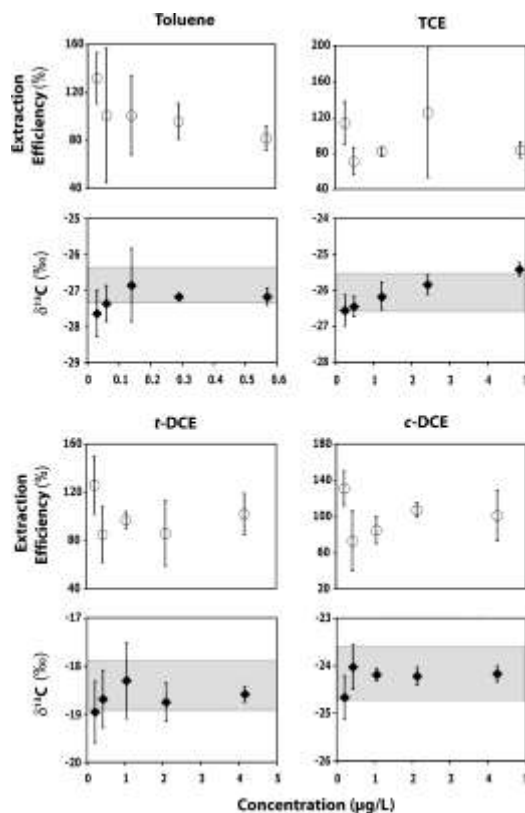 Toluene
TCE
Extraction
Efficiency (%)
160
120
80
40
200
160
120
80
40
δ¹³C (‰)
-25
-26
-27
-28
-29
0 0.1 0.2 0.3 0.4 0.5 0.6
-24
-25
-26
-27
-28
0 1 2 3 4 5
t-DCE
c-DCE
Extraction
Efficiency (%)
160
120
80
40
180
140
100
60
20
δ¹³C (‰)
-17
-18
-19
-20
0 1 2 3 4 5
-23
-24
-25
-26
0 1 2 3 4 5
Concentration (µg/L)